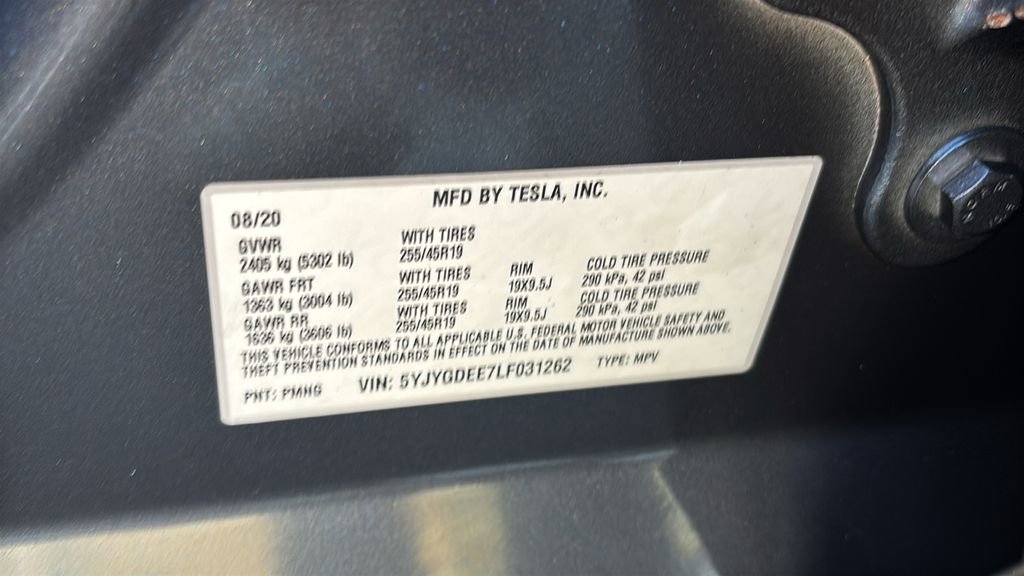 MFD BY TESLA, INC.
08/20
GVWR
2405 kg (5302 lb)
WITH TIRES
255/45R19
GAWR FRT
1363 kg (3004 lb)
WITH TIRES
255/45R19
RIM
19X9.5J
COLD TIRE PRESSURE
290 kPa, 42 psi
GAWR RR
1636 kg (3606 lb)
WITH TIRES
255/45R19
RIM
19X9.5J
COLD TIRE PRESSURE
290 kPa, 42 psi
THIS VEHICLE CONFORMS TO ALL APPLICABLE U.S. FEDERAL MOTOR VEHICLE SAFETY AND
THEFT PREVENTION STANDARDS IN EFFECT ON THE DATE OF MANUFACTURE SHOWN ABOVE.
PNT: PMNG
VIN: 5YJYGDEE7LF031262
TYPE: MPV